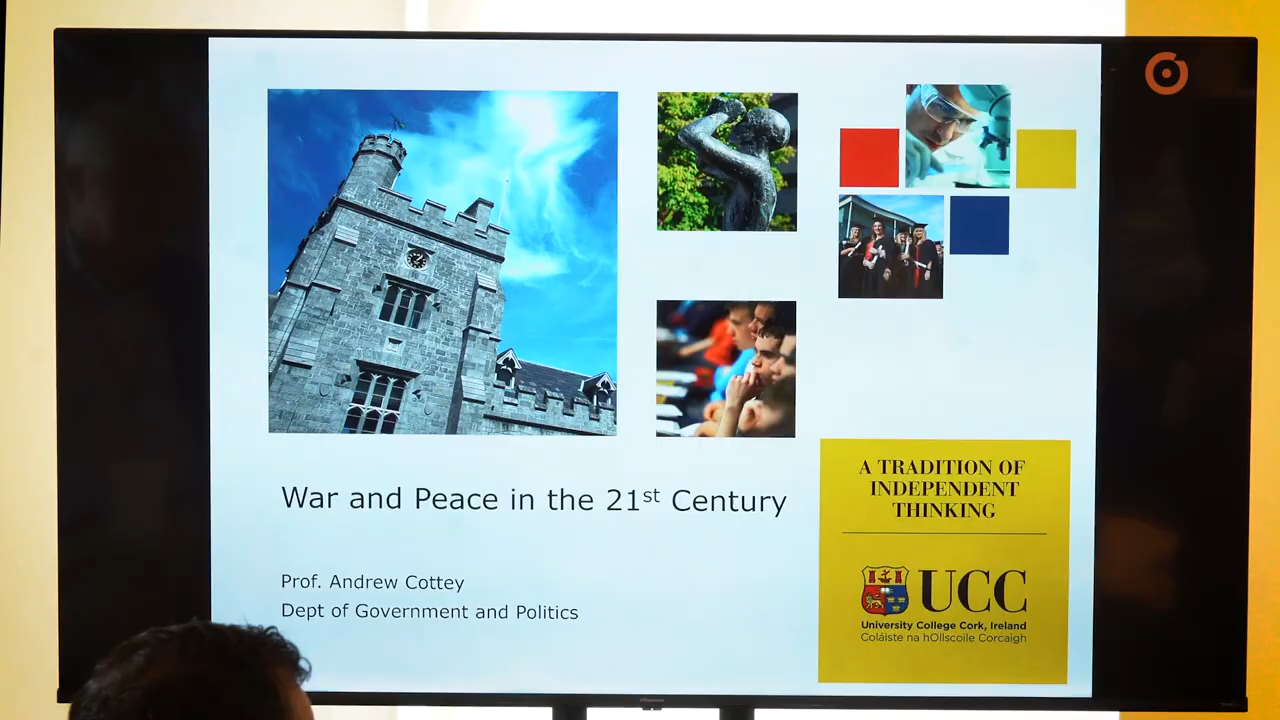 War and Peace in the 21st Century
Prof. Andrew Cottey
Dept of Government and Politics
A TRADITION OF
INDEPENDENT
THINKING
UCC
University College Cork, Ireland
Coláiste na hOllscoile Corcaigh